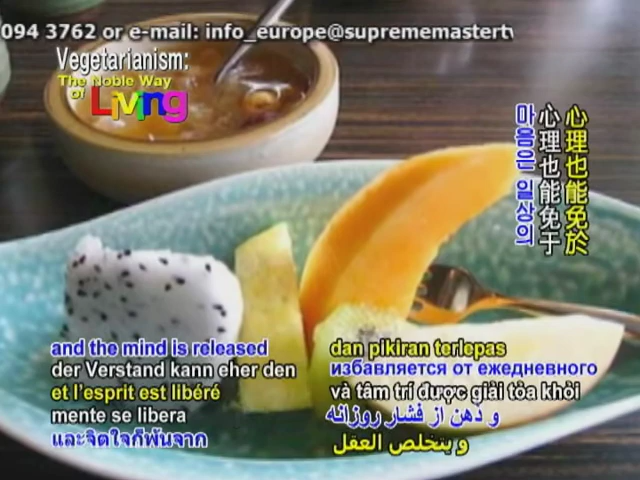 094 3762 or e-mail: info_europe@suprememastertv
Vegetarianism:
The Noble Way
of Living
마음은 일상의
心理也能免于
心理也能免於
and the mind is released
der Verstand kann eher den
et l'esprit est libéré
mente se libera
และจิตใจก็พ้นจาก
dan pikiran terlepas
избавляется от ежедневного
và tâm trí được giải tỏa khỏi
و ذهن از فشار روزانه
و يتخلص العقل